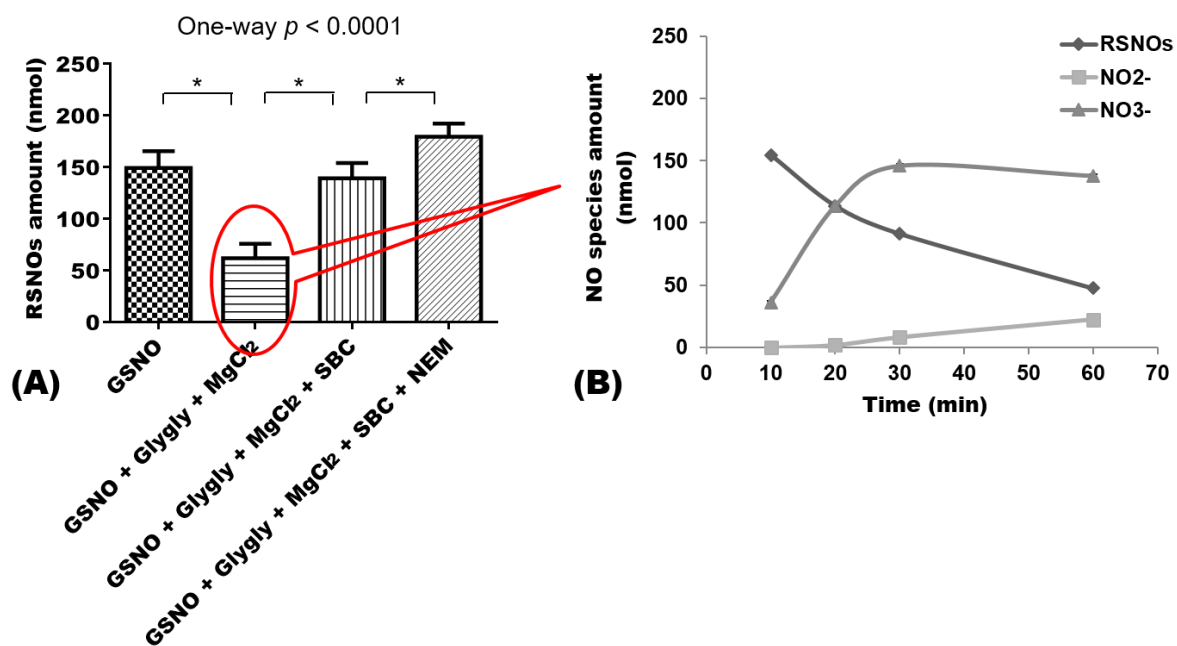 One-way p < 0.0001
RSNOs amount (nmol)
250
200
150
100
50
0
*
*
*
GSNO
GSNO + Glygly + MgCl2
GSNO + Glygly + MgCl2 + SBC
GSNO + Glygly + MgCl2 + SBC + NEM
(A)
NO species amount
(nmol)
250
200
150
100
50
0
RSNOs
NO2-
NO3-
0 10 20 30 40 50 60 70
Time (min)
(B)